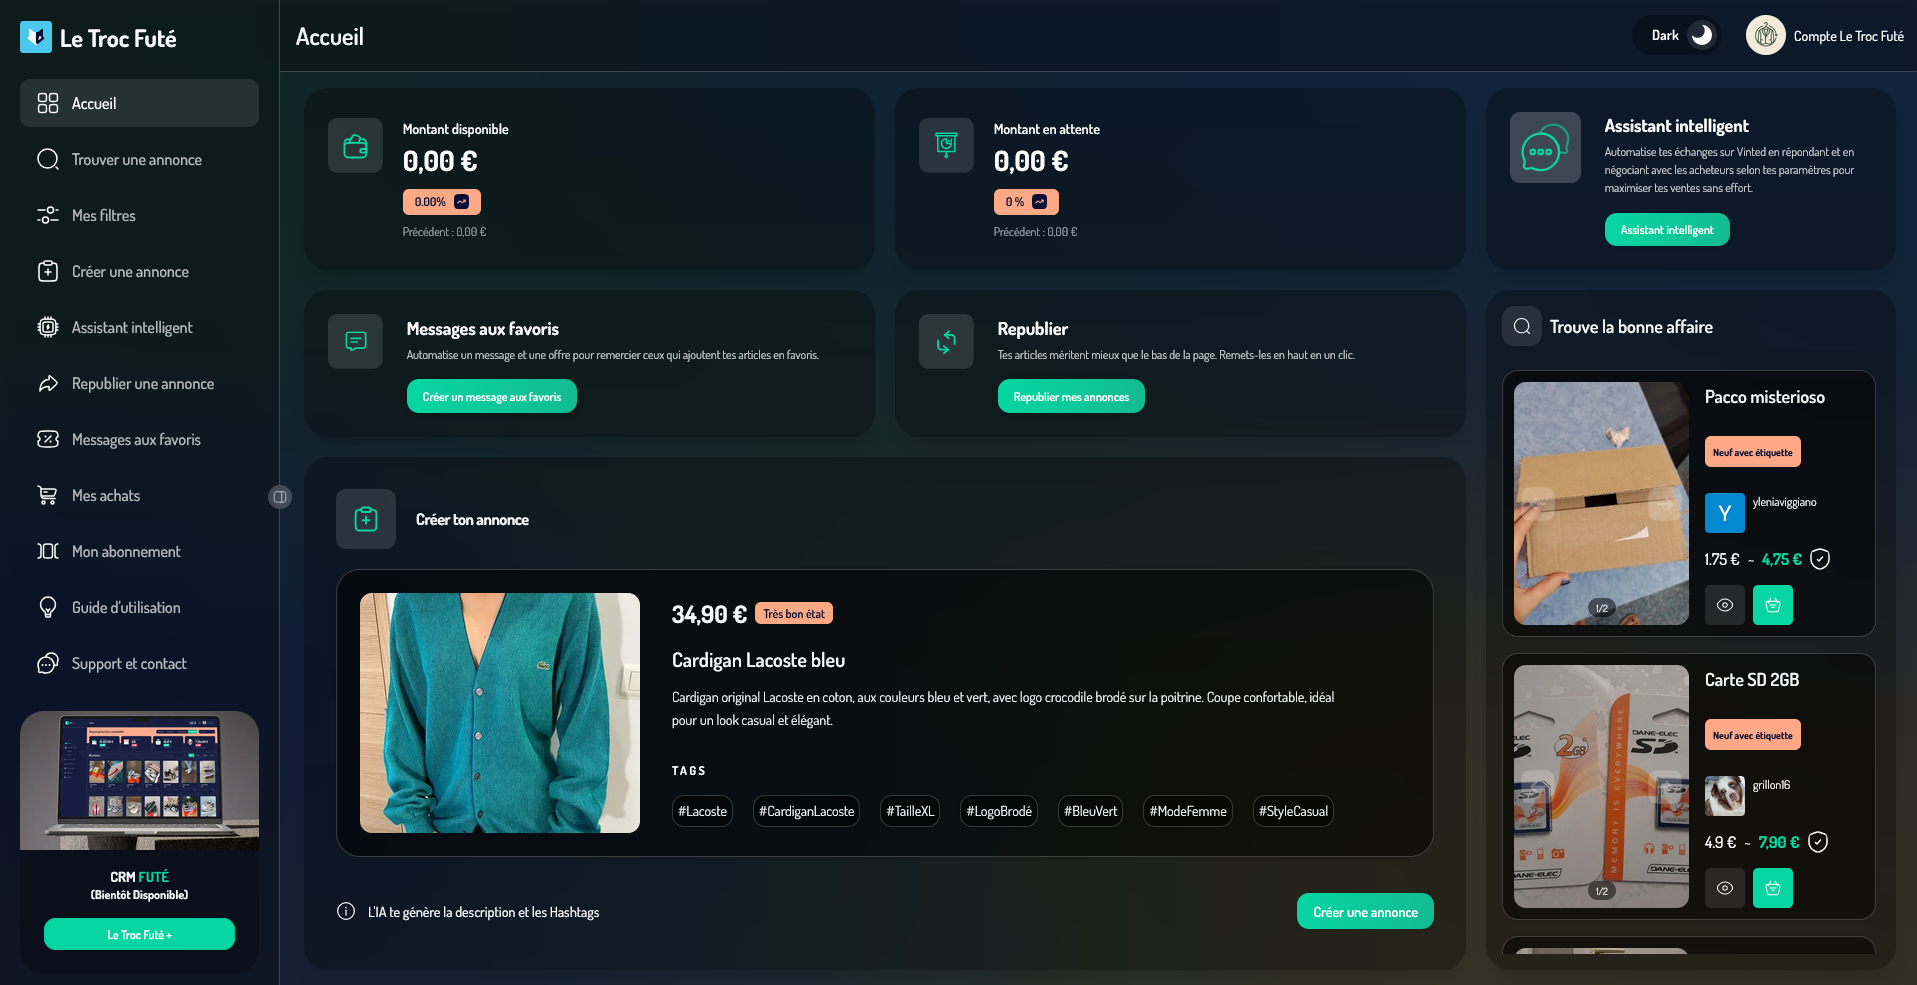 Le Troc Futé
Accueil
Trouver une annonce
Mes filtres
Créer une annonce
Assistant intelligent
Republier une annonce
Messages aux favoris
Mes achats
Mon abonnement
Guide d'utilisation
Support et contact
CRM FUTÉ
(Bientôt Disponible)
Le Troc Futé +
Accueil
Dark
Compte Le Troc Futé
Montant disponible
0,00 €
0.00%
Précédent : 0,00 €
Montant en attente
0,00 €
0 %
Précédent : 0,00 €
Assistant intelligent
Automatise tes échanges sur Vinted en répondant et en
négociant avec les acheteurs selon tes paramètres pour
maximiser tes ventes sans effort.
Assistant intelligent
Messages aux favoris
Automatise un message et une offre pour remercier ceux qui ajoutent tes articles en favoris.
Créer un message aux favoris
Republier
Tes articles méritent mieux que le bas de la page. Remets-les en haut en un clic.
Republier mes annonces
Créer ton annonce
34,90 €
Très bon état
Cardigan Lacoste bleu
Cardigan original Lacoste en coton, aux couleurs bleu et vert, avec logo crocodile brodé sur la poitrine. Coupe confortable, idéal
pour un look casual et élégant.
TAGS
#Lacoste
#CardiganLacoste
#TailleXL
#LogoBrodé
#BleuVert
#ModeFemme
#StyleCasual
L'IA te génère la description et les Hashtags
Créer une annonce
Trouve la bonne affaire
Pacco misterioso
Neuf avec étiquette
Y
yleniaviggiano
1.75 € ~ 4,75 €
1/2
Carte SD 2GB
Neuf avec étiquette
grillon16
4.9 € ~ 7,90 €
2GB
DANE-ELEC
SD
MEMORY IS EVERYWHERE
DANE-ELEC
1/2